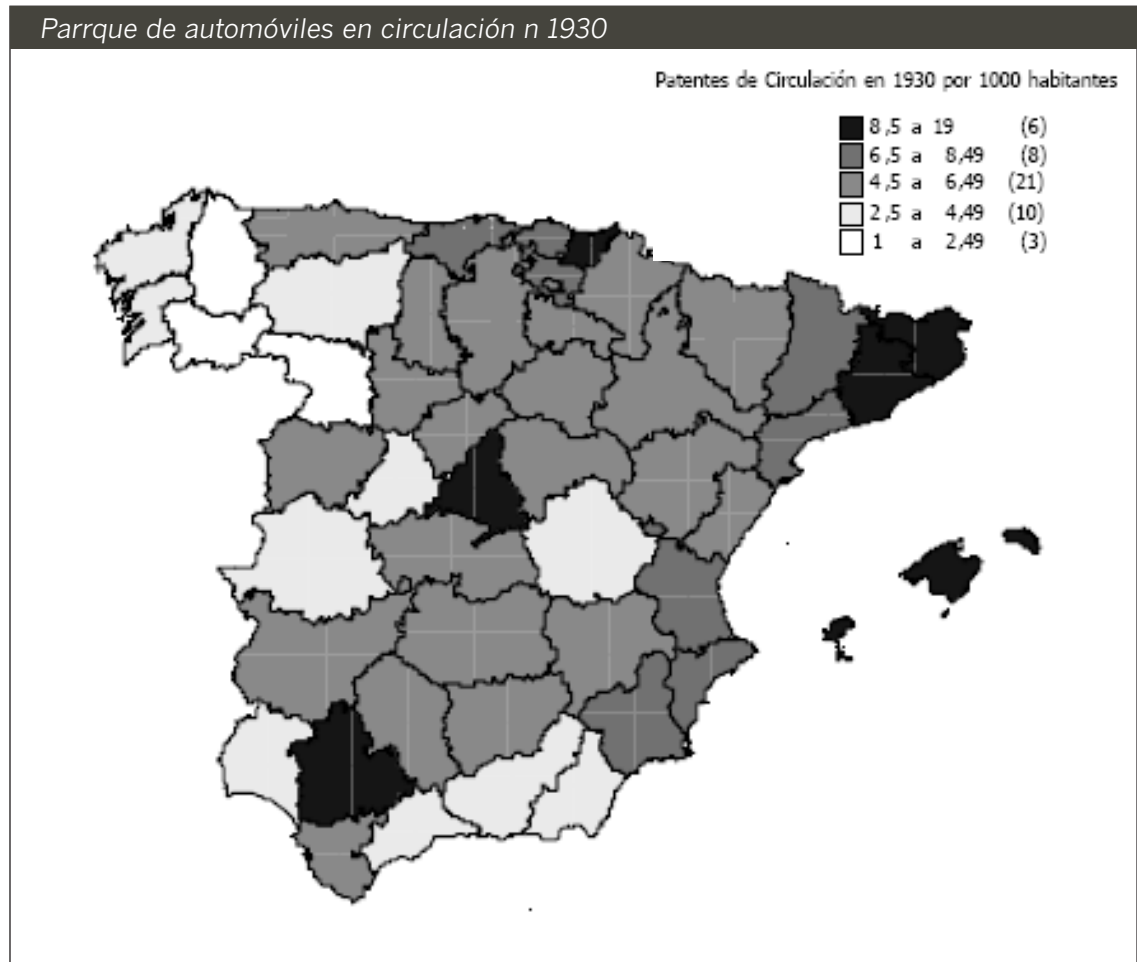 Parrque de automóviles en circulación n 1930
Patentes de Circulación en 1930 por 1000 habitantes
8,5 a 19 (6)
6,5 a 8,49 (8)
4,5 a 6,49 (21)
2,5 a 4,49 (10)
1 a 2,49 (3)